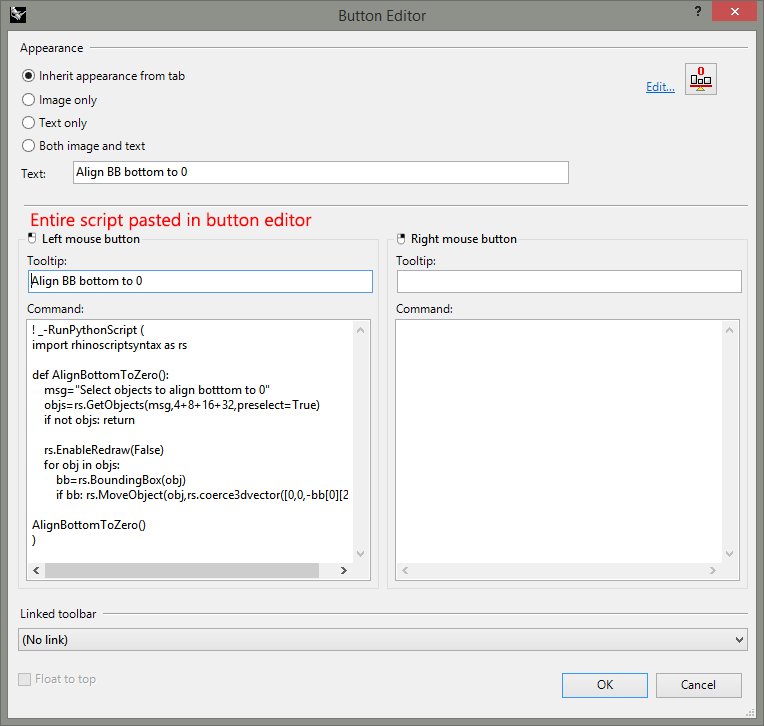 Button Editor
?
Appearance
Inherit appearance from tab
Edit...
0
Image only
Text only
Both image and text
Text:
Align BB bottom to 0
Entire script pasted in button editor
Left mouse button
Tooltip:
Align BB bottom to 0
Command:
! _-RunPythonScript (
import rhinoscriptsyntax as rs
def AlignBottomToZero():
msg="Select objects to align botttom to 0"
objs=rs.GetObjects(msg,4+8+16+32,preselect=True)
if not objs: return
rs.EnableRedraw(False)
for obj in objs:
bb=rs.BoundingBox(obj)
if bb: rs.MoveObject(obj,rs.coerce3dvector([0,0,-bb[0][2
AlignBottomToZero()
)
Right mouse button
Tooltip:
Command:
Linked toolbar
(No link)
Float to top
OK
Cancel